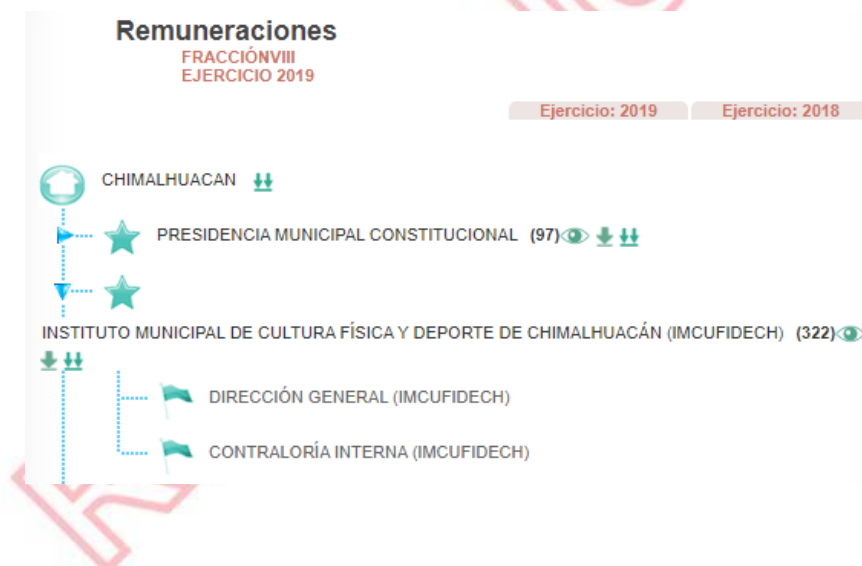 Remuneraciones
FRACCIÓNVIII
EJERCICIO 2019
Ejercicio: 2019 Ejercicio: 2018
CHIMALHUACAN
PRESIDENCIA MUNICIPAL CONSTITUCIONAL (97)
INSTITUTO MUNICIPAL DE CULTURA FÍSICA Y DEPORTE DE CHIMALHUACÁN (IMCUFIDECH) (322)
DIRECCIÓN GENERAL (IMCUFIDECH)
CONTRALORÍA INTERNA (IMCUFIDECH)